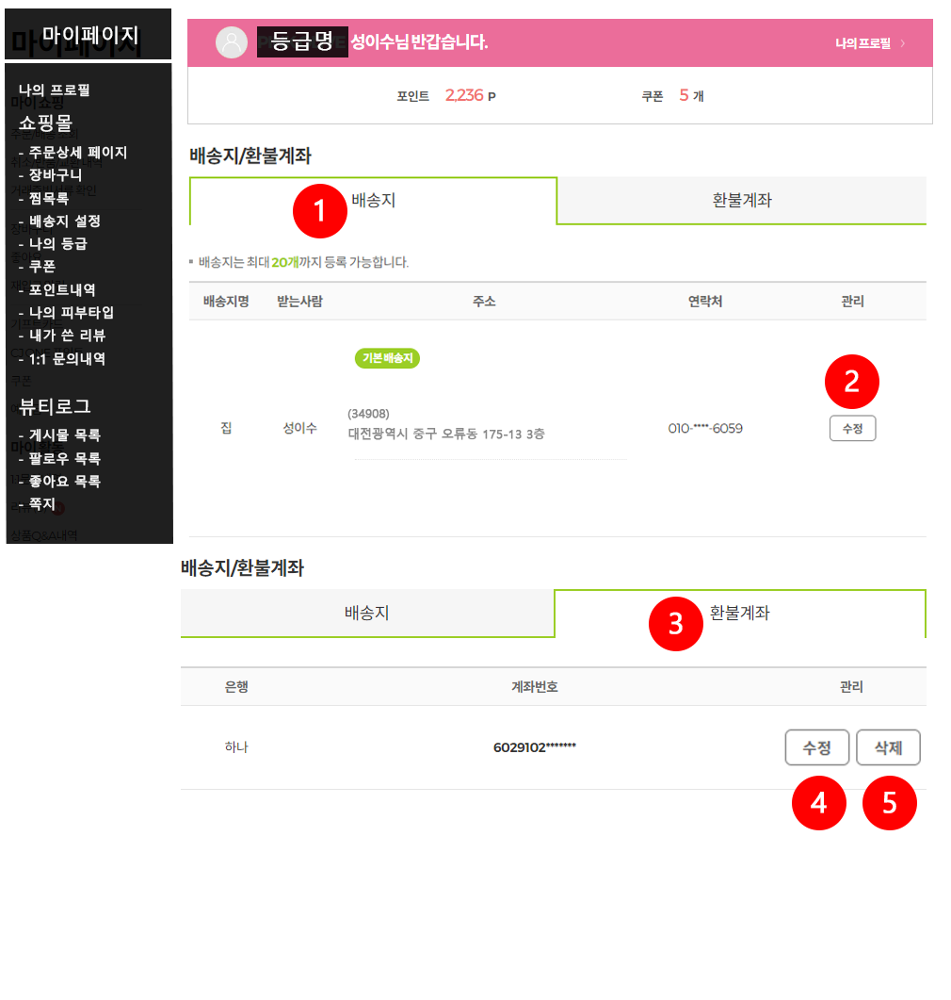 마이페이지
나의 프로필
쇼핑몰
- 주문상세 페이지
- 장바구니
- 찜목록
- 배송지 설정
- 나의 등급
- 쿠폰
- 포인트내역
- 나의 피부타입
- 내가 쓴 리뷰
- 1:1 문의내역
뷰티로그
- 게시물 목록
- 팔로우 목록
- 좋아요 목록
- 쪽지
상품Q&A내역
등급명 성이수님 반갑습니다.
나의 프로필 >
포인트 2,236 P 쿠폰 5 개
배송지/환불계좌
1 배송지 환불계좌
▪ 배송지는 최대 20개까지 등록 가능합니다.
배송지명 받는사람 주소 연락처 관리
기본 배송지
2
(34908)
집 성이수 대전광역시 중구 오류동 175-13 3층 010-****-6059 수정
배송지/환불계좌
배송지 3 환불계좌
은행 계좌번호 관리
하나 6029102******* 수정 삭제
4 5